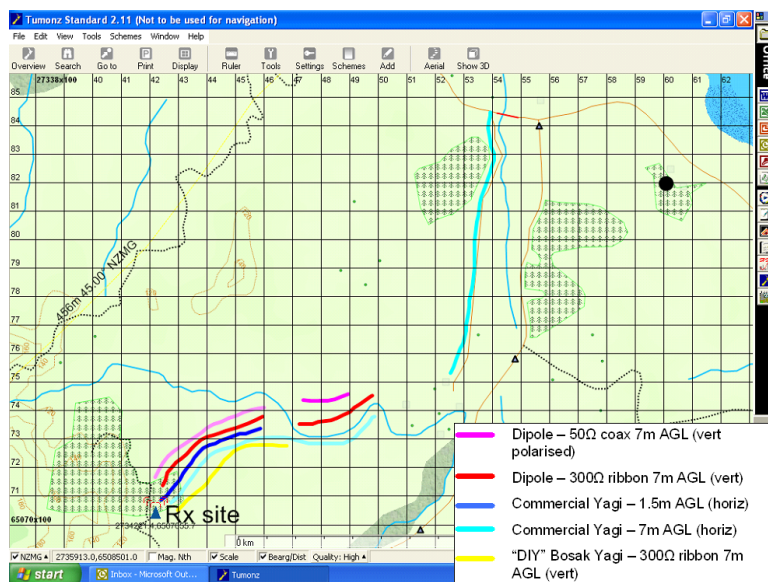 Tumonz Standard 2.11 (Not to be used for navigation)
File Edit View Tools Schemes Window Help
Overview Search Go to Print Display Ruler Tools Settings Schemes Add Aerial Show 3D
27338x100 40 41 42 43 44 45 46 47 48 49 50 51 52 53 54 55 56 57 58 59 60 61 62
Office
85
84
83
82
81
80
79
78
77
76
75
74
73
72
71
65070x100
456m 45.00° NZMG
120
120
140
160
140
Rx site
0 km
Dipole – 50Ω coax 7m AGL (vert
polarised)
Dipole – 300Ω ribbon 7m AGL (vert)
Commercial Yagi – 1.5m AGL (horiz)
Commercial Yagi – 7m AGL (horiz)
“DIY” Bosak Yagi – 300Ω ribbon 7m
AGL (vert)
NZMG 2735913.0,6508501.0 Mag. Nth Scale Bearg/Dist Quality: High
start Inbox - Microsoft Out... Tumonz